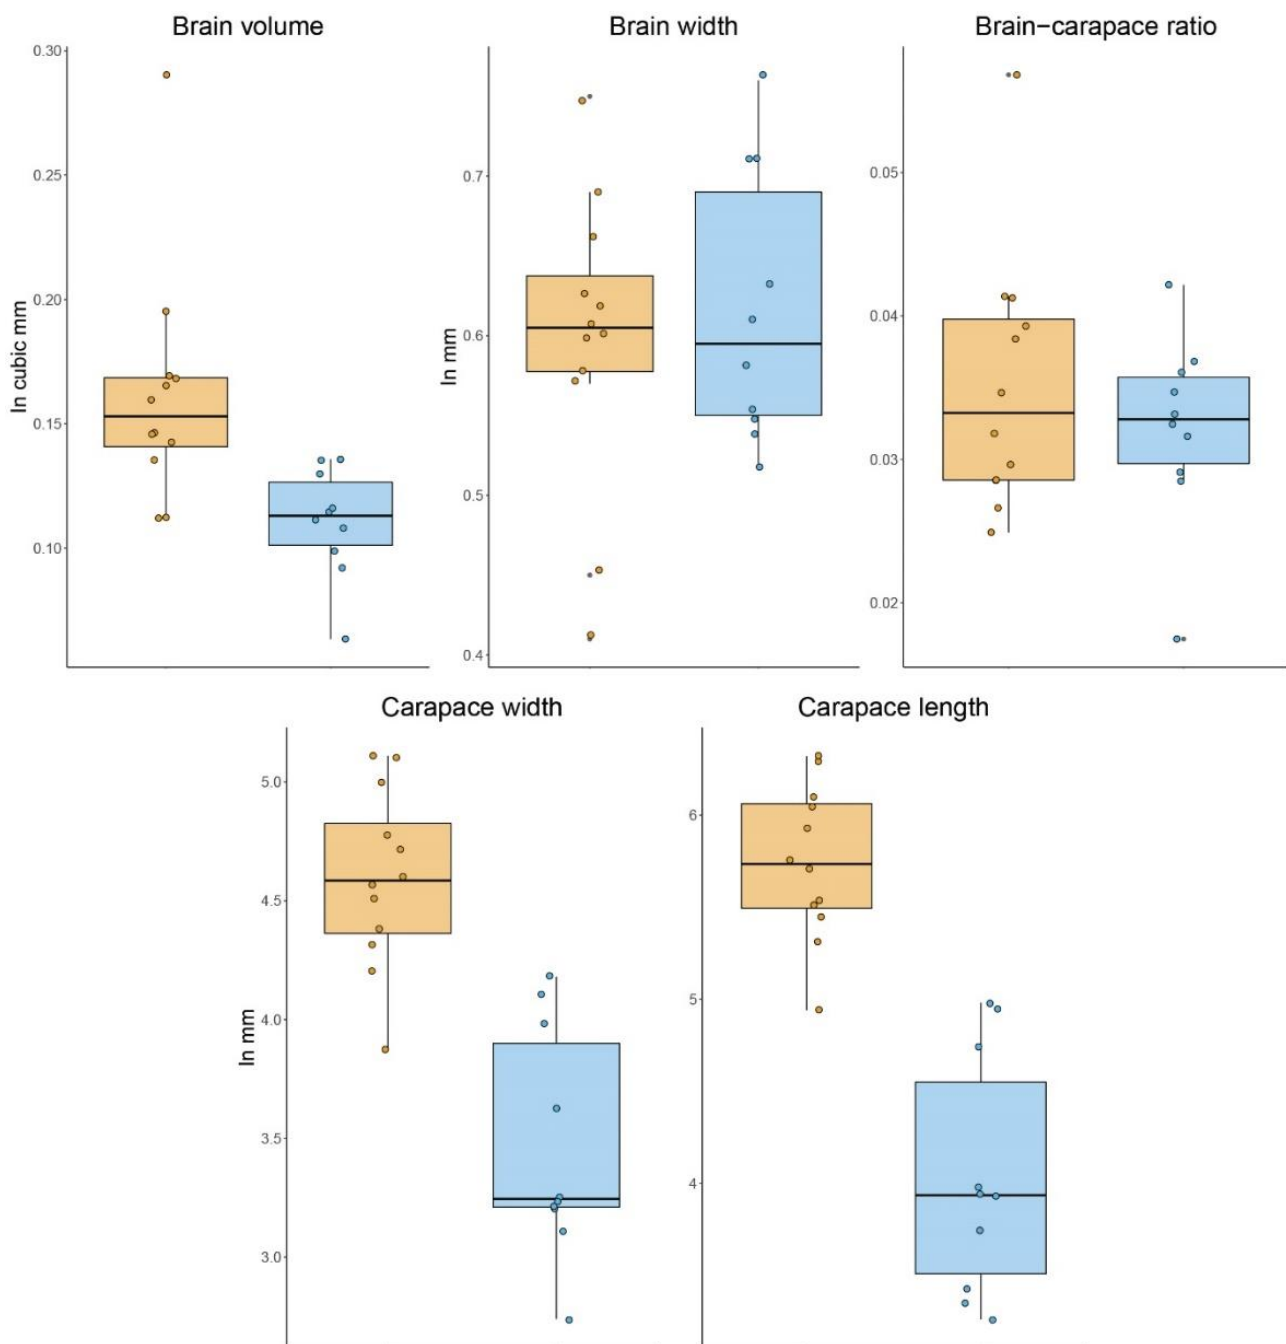 Brain volume
Brain width
Brain−carapace ratio
In cubic mm
0.30
0.25
0.20
0.15
0.10
In mm
0.7
0.6
0.5
0.4
0.05
0.04
0.03
0.02
Carapace width
Carapace length
In mm
5.0
4.5
4.0
3.5
3.0
6
5
4